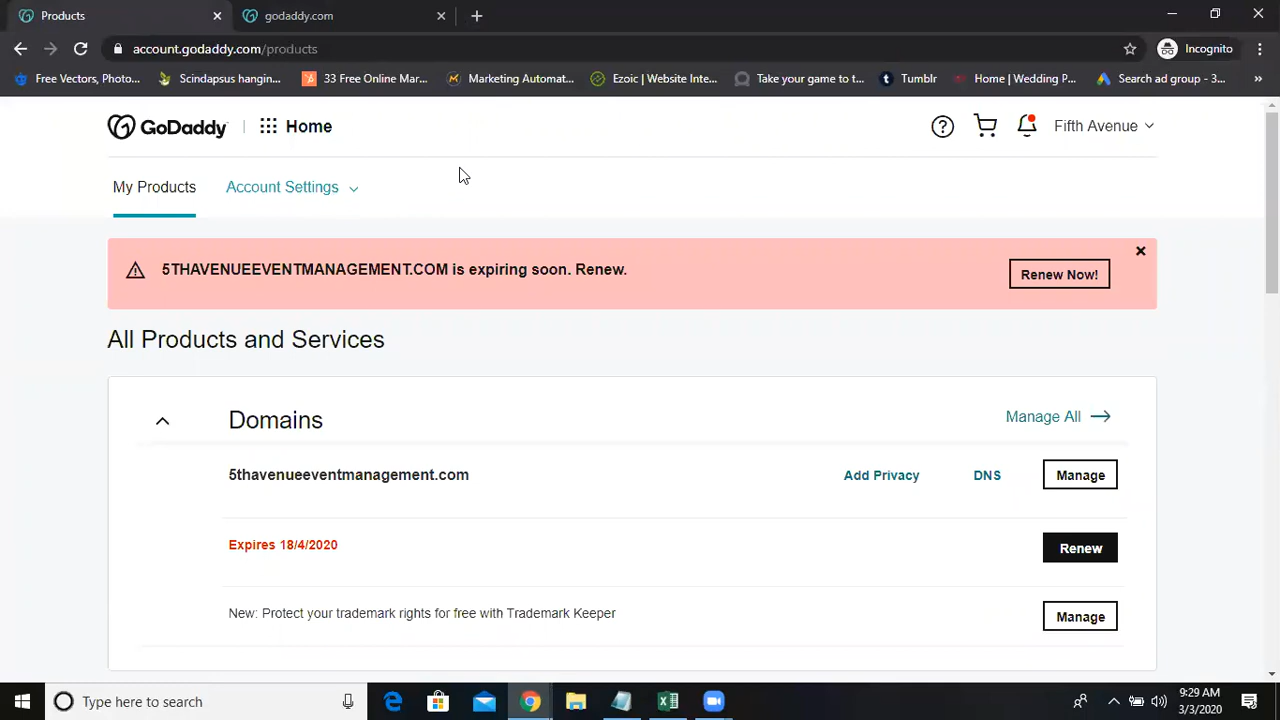 Products
godaddy.com
account.godaddy.com/products
Incognito
Free Vectors, Photo...
Scindapsus hangin...
33 Free Online Mar...
Marketing Automat...
Ezoic | Website Inte...
Take your game to t...
Tumblr
Home | Wedding P...
Search ad group - 3...
»
GoDaddy
Home
Fifth Avenue
My Products
Account Settings
5THAVENUEEVENTMANAGEMENT.COM is expiring soon. Renew.
Renew Now!
All Products and Services
Domains
Manage All
5thavenueeventmanagement.com
Add Privacy
DNS
Manage
Expires 18/4/2020
Renew
New: Protect your trademark rights for free with Trademark Keeper
Manage
Type here to search
9:29 AM
3/3/2020